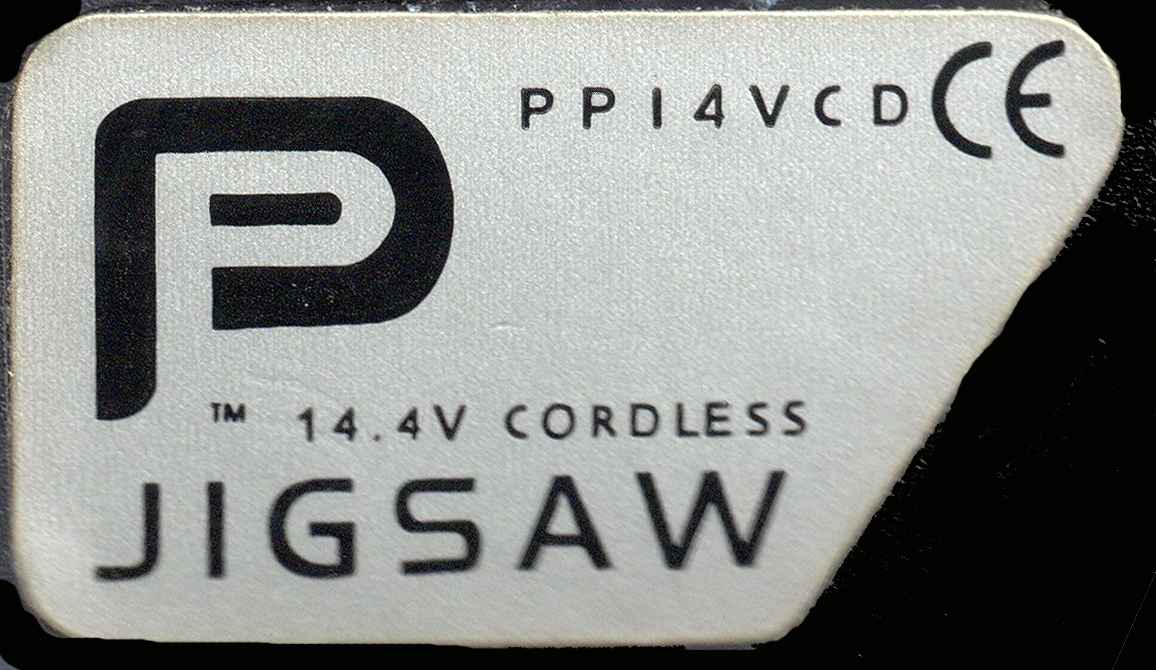 PP14VCD CE
™ 14.4V CORDLESS
JIGSAW